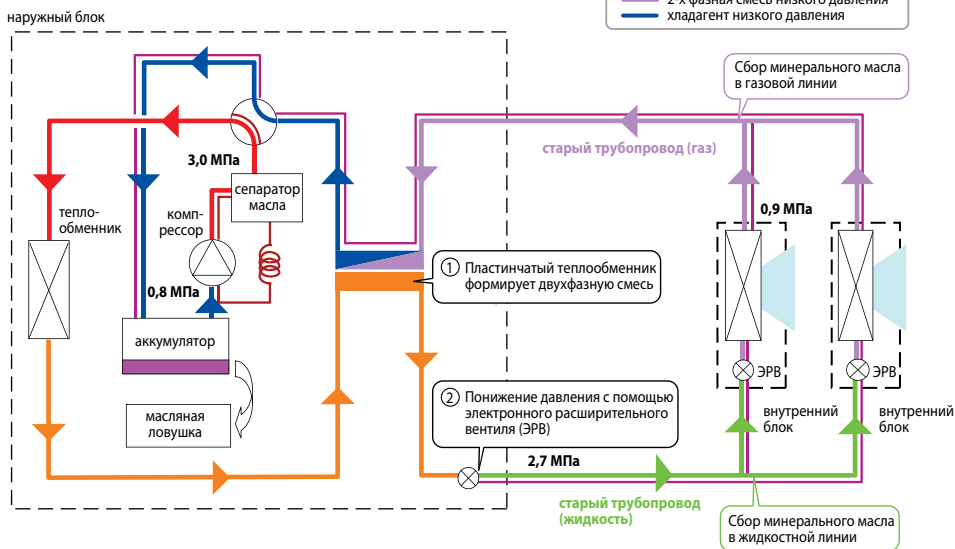 2-х фазная смесь низкого давления
хладагент низкого давления
наружный блок
Сбор минерального масла
в газовой линии
старый трубопровод (газ)
3,0 МПа
сепаратор
масла
тепло-
обменник
комп-
рессор
0,9 МПа
1 Пластинчатый теплообменник
формирует двухфазную смесь
0,8 МПа
аккумулятор
ЭРВ
ЭРВ
масляная
ловушка
2 Понижение давления с помощью
электронного расширительного
вентиля (ЭРВ)
внутренний
блок
внутренний
блок
2,7 МПа
старый трубопровод
(жидкость)
Сбор минерального масла
в жидкостной линии